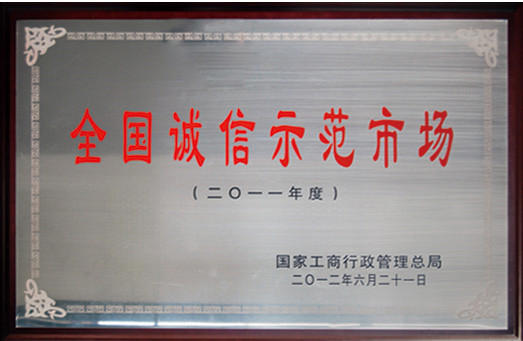 全国诚信示范市场
(二〇一一年度)
国家工商行政管理总局
二〇一二年六月二十一日